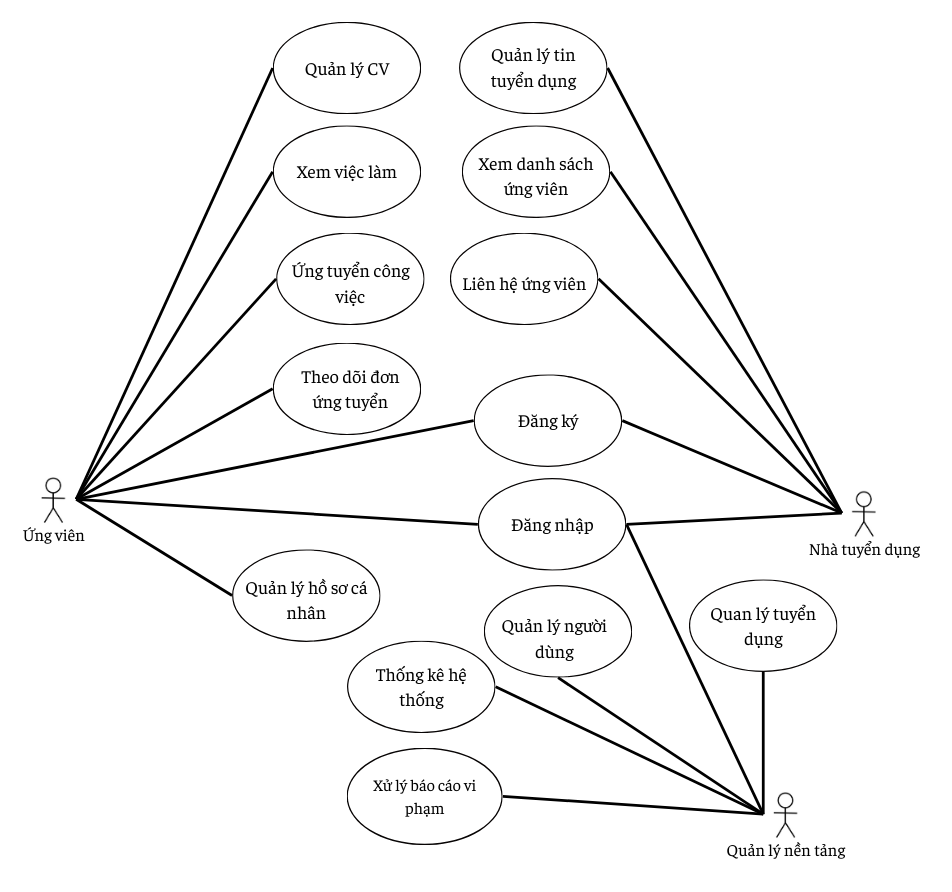 Quản lý CV
Quản lý tin
tuyển dụng
Xem việc làm
Xem danh sách
ứng viên
Ứng tuyển công
việc
Liên hệ ứng viên
Theo dõi đơn
ứng tuyển
Đăng ký
Đăng nhập
Ứng viên
Nhà tuyển dụng
Quản lý hồ sơ cá
nhân
Quản lý người
dùng
Quan lý tuyển
dụng
Thống kê hệ
thống
Xử lý báo cáo vi
phạm
Quản lý nền tảng